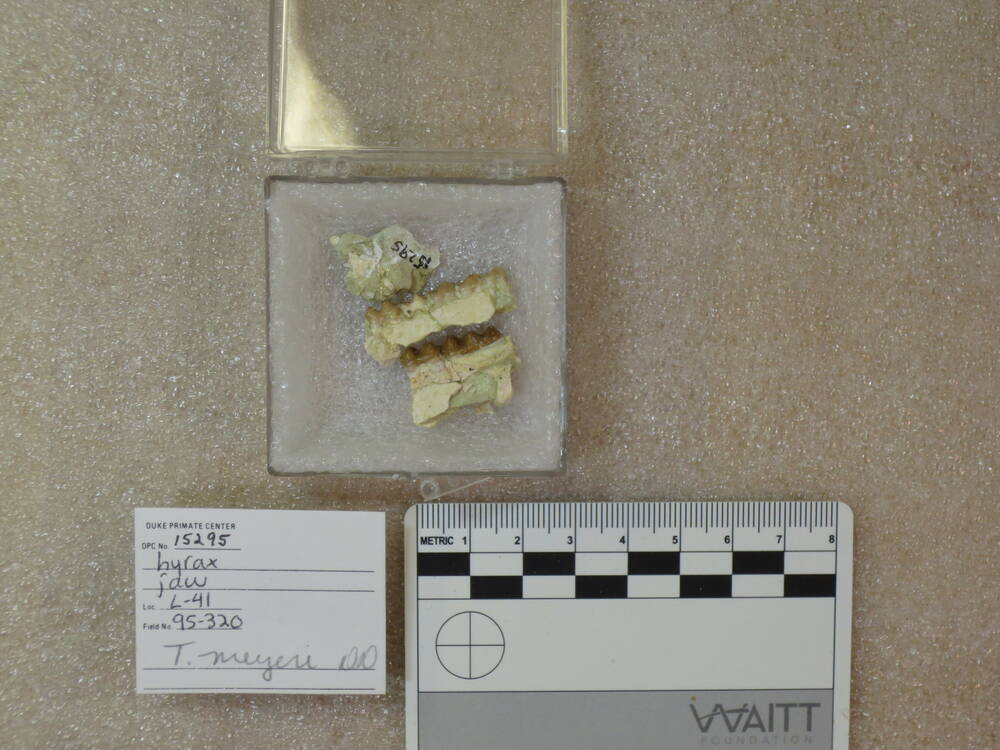 15295
DUKE PRIMATE CENTER
DPC No. 15295
hyrax
jaw
Loc. L-41
Field No. 95-320
T. meyeri DD
METRIC 1 2 3 4 5 6 7 8
WAITT
FOUNDATION